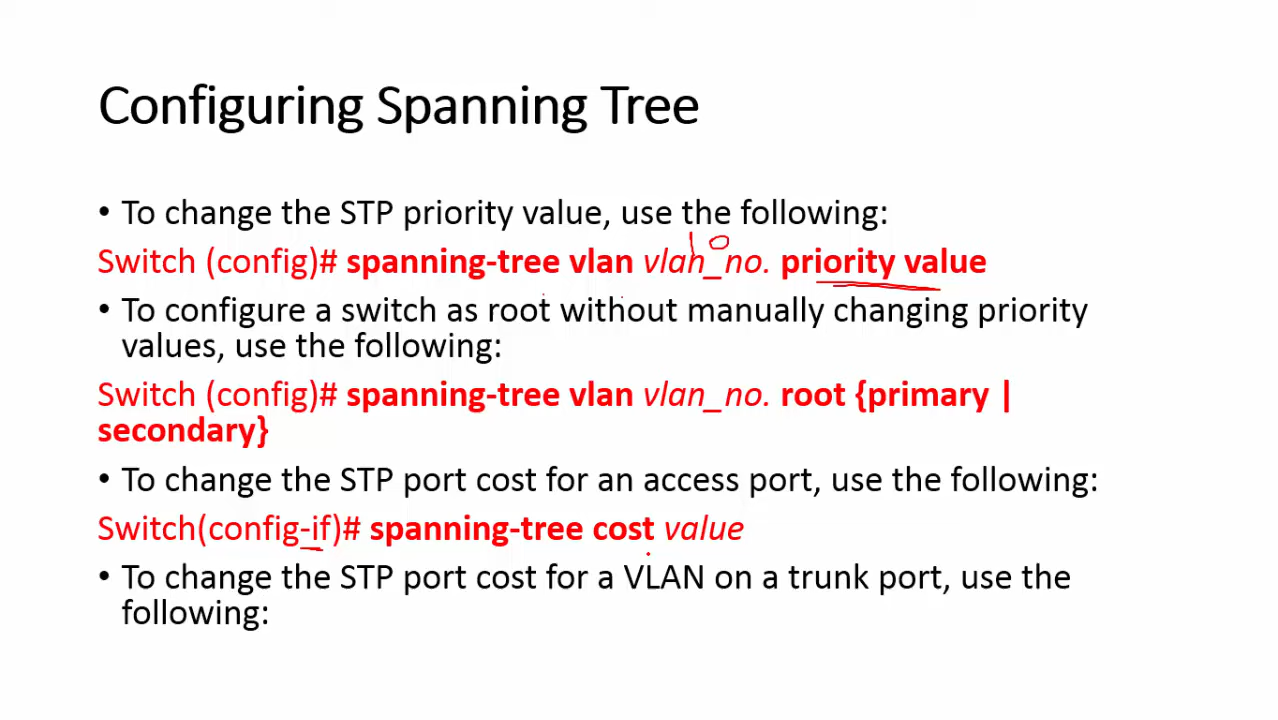 Configuring Spanning Tree
• To change the STP priority value, use the following:
10
Switch (config)# spanning-tree vlan vlan_no. priority value
• To configure a switch as root without manually changing priority
values, use the following:
Switch (config)# spanning-tree vlan vlan_no. root {primary |
secondary}
• To change the STP port cost for an access port, use the following:
Switch(config-if)# spanning-tree cost value
• To change the STP port cost for a VLAN on a trunk port, use the
following: